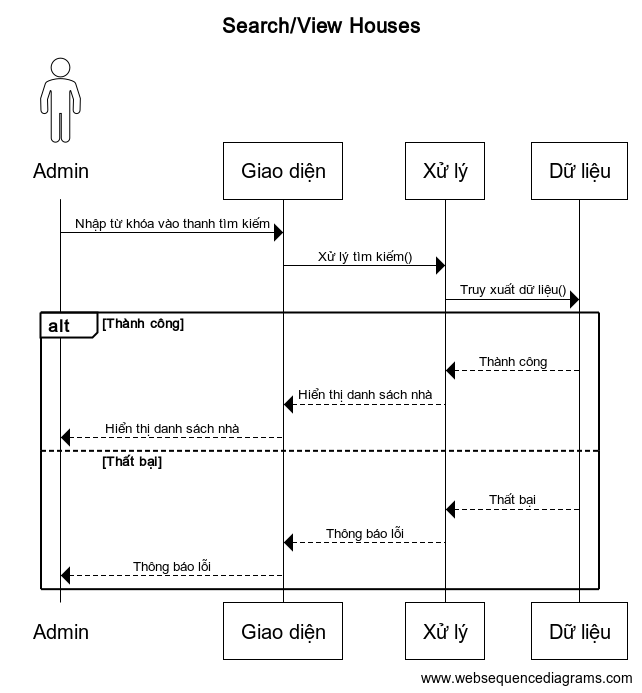 Search/View Houses
Admin
Giao diện
Xử lý
Dữ liệu
Nhập từ khóa vào thanh tìm kiếm
Xử lý tìm kiếm()
Truy xuất dữ liệu()
alt
[Thành công]
Thành công
Hiển thị danh sách nhà
Hiển thị danh sách nhà
[Thất bại]
Thất bại
Thông báo lỗi
Thông báo lỗi
Admin
Giao diện
Xử lý
Dữ liệu
www.websequencediagrams.com